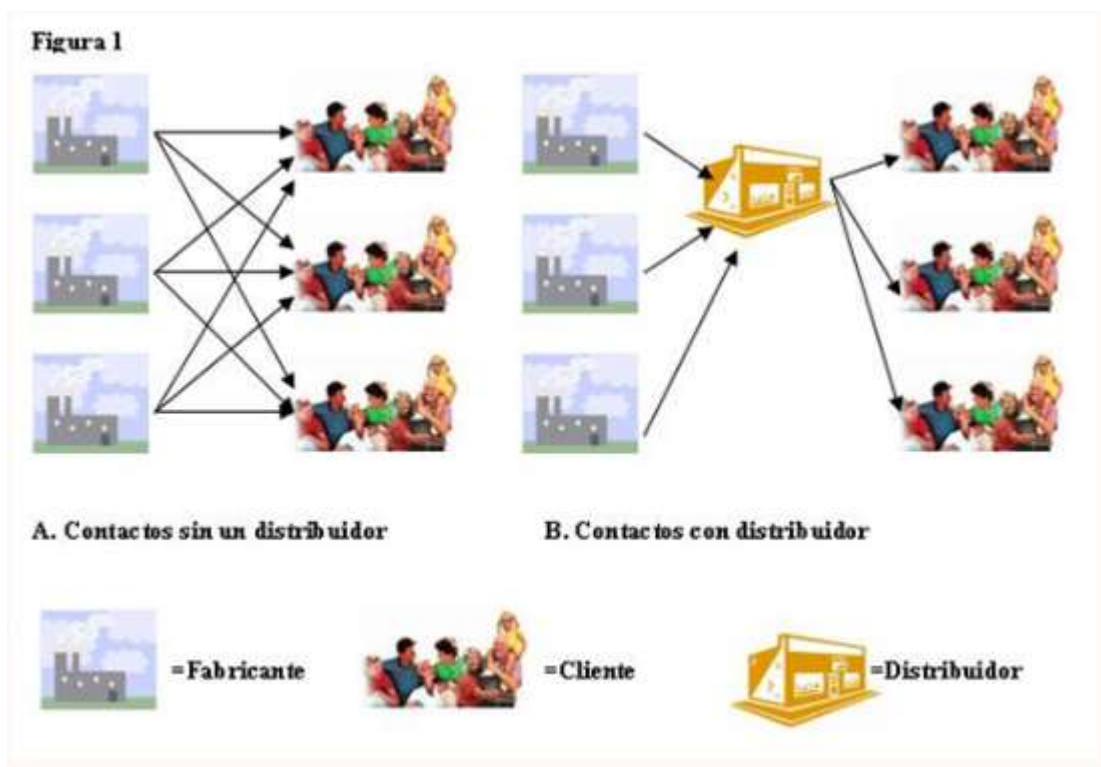 Figura 1
A. Contactos sin un distribuidor
B. Contactos con distribuidor
=Fabricante
=Cliente
=Distribuidor